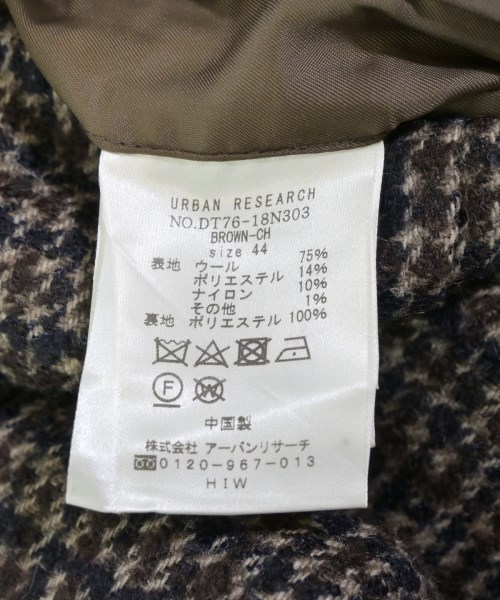 URBAN RESEARCH
NO.DT76-18N303
BROWN-CH
size 44
表地 ウール 75%
ポリエステル 14%
ナイロン 10%
その他 1%
裏地 ポリエステル 100%
F W
中国製
株式会社 アーバンリサーチ
0120-967-013
HIW